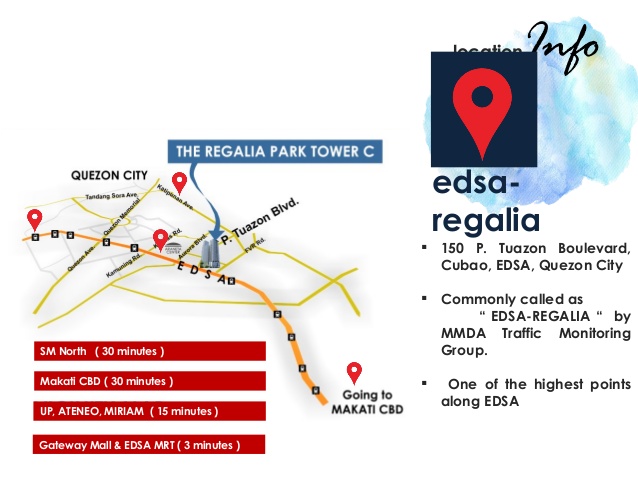 location Info
THE REGALIA PARK TOWER C
QUEZON CITY
Tandang Sora Ave.
Katipunan Ave.
Quezon Memorial
P. Tuazon Blvd.
Aurora Blvd.
Quezon Ave.
Kamuning Rd.
EDSA
Going to
MAKATI CBD
SM North ( 30 minutes )
Makati CBD ( 30 minutes )
UP, ATENEO, MIRIAM ( 15 minutes )
Gateway Mall & EDSA MRT ( 3 minutes )
edsa-
regalia
▪ 150 P. Tuazon Boulevard,
Cubao, EDSA, Quezon City
▪ Commonly called as
“ EDSA-REGALIA “ by
MMDA Traffic Monitoring
Group.
▪ One of the highest points
along EDSA